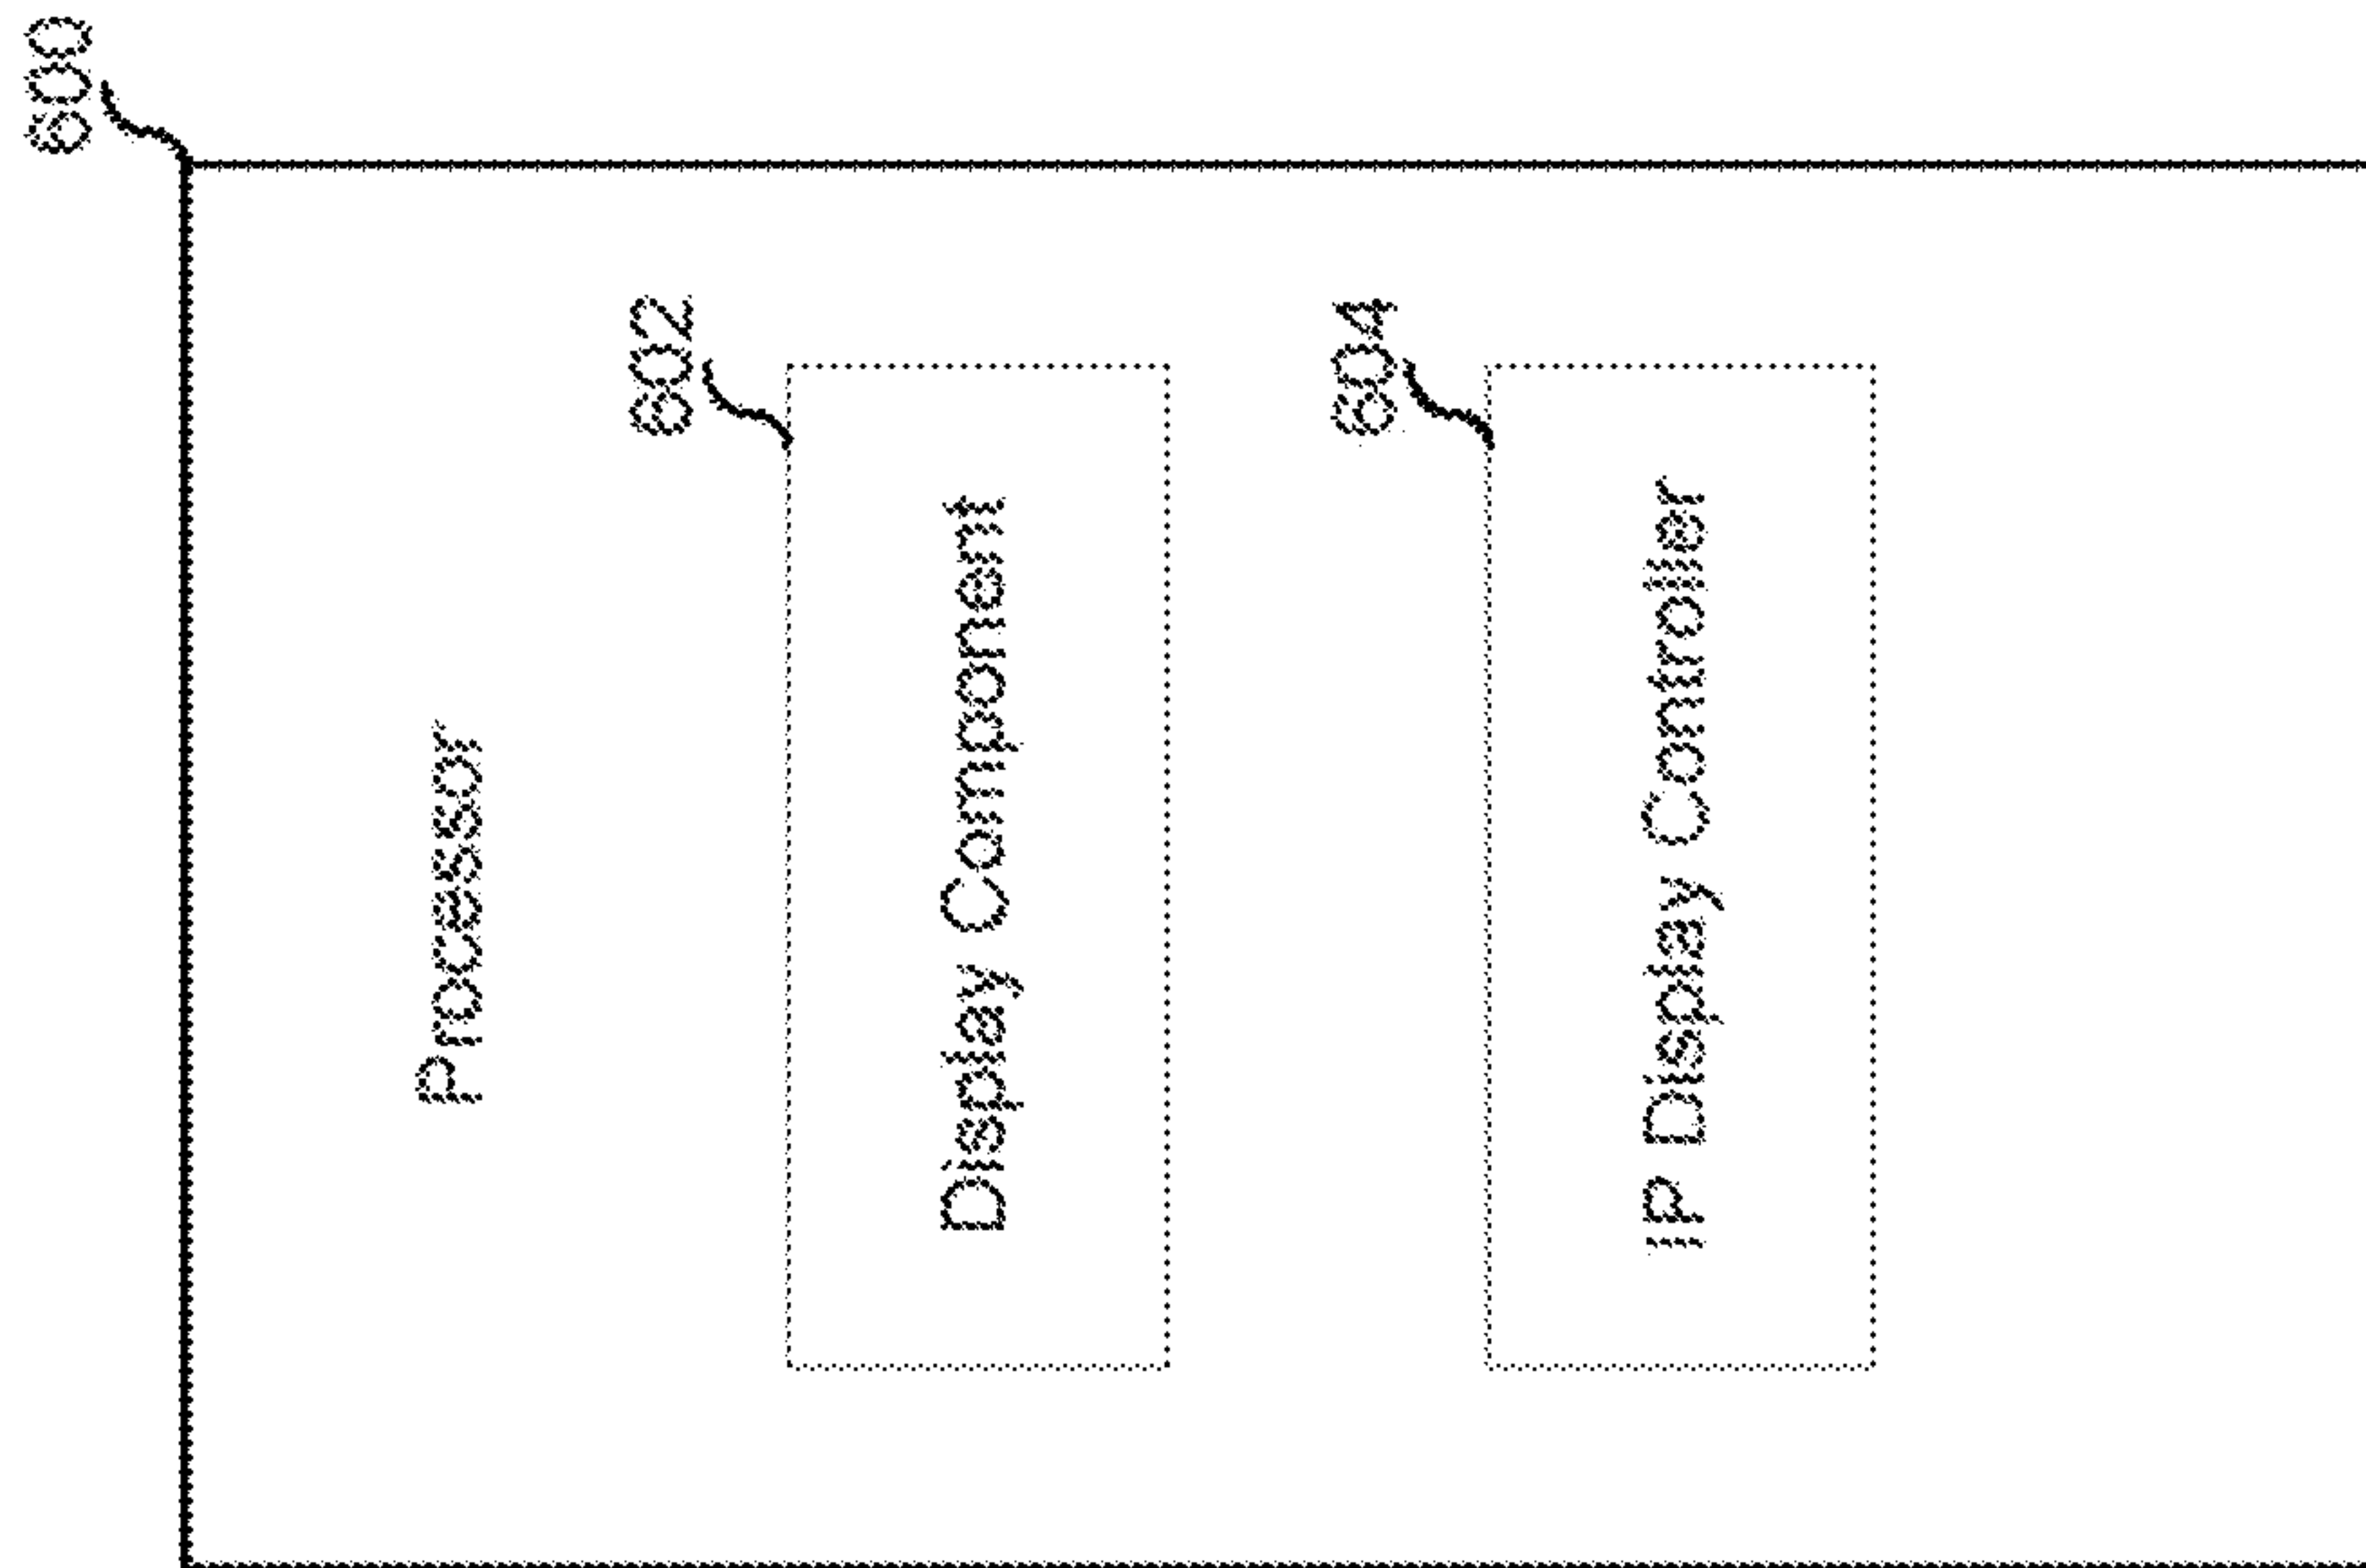 600
Processor
602
Display Component
604
IP Display Controller